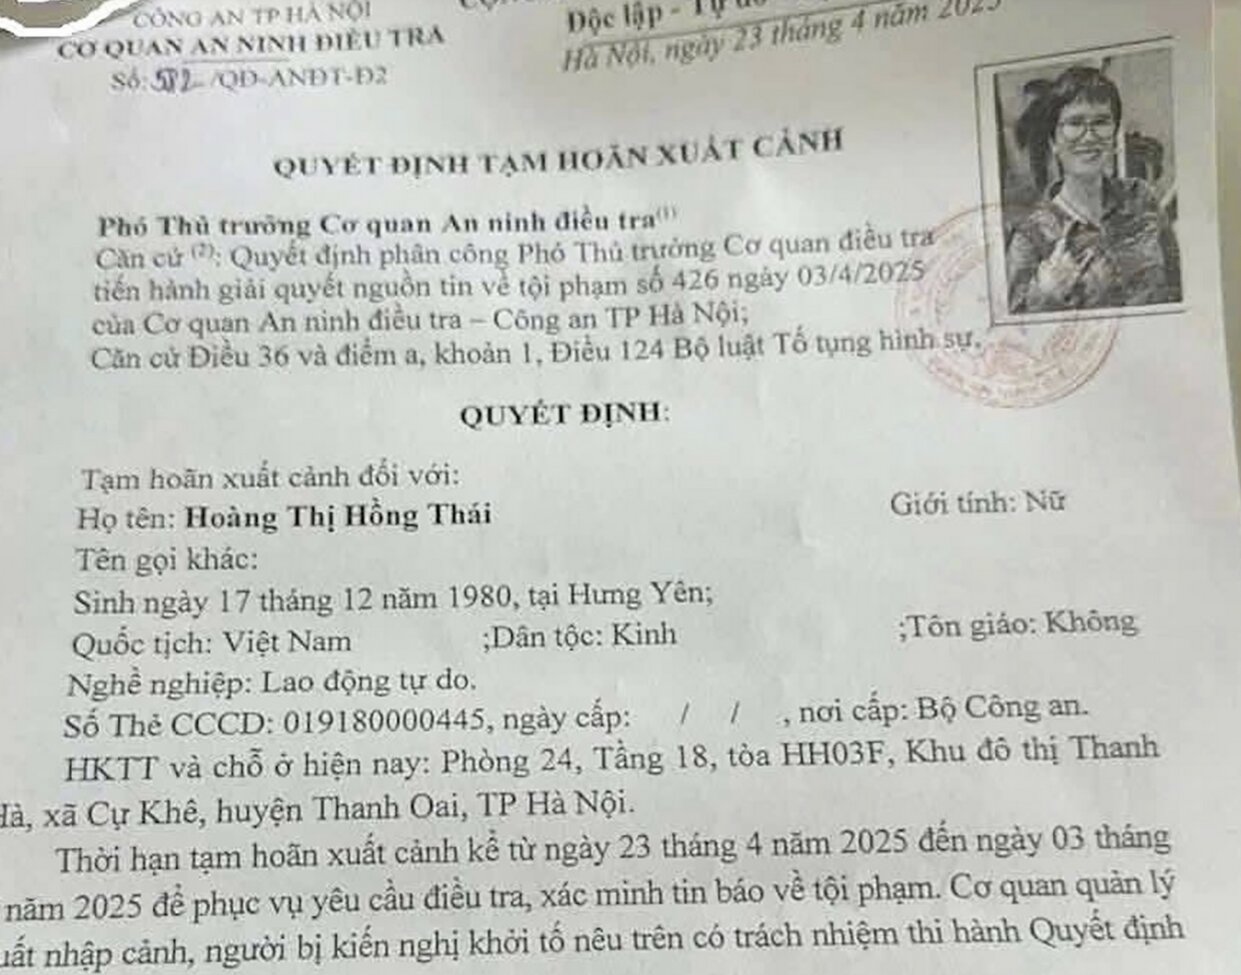 CÔNG AN TP HÀ NỘI
CƠ QUAN AN NINH ĐIỀU TRA
Số: /QĐ-ANĐT-Đ2
Độc lập - Tự
Hà Nội, ngày 23 tháng 4 năm 2025
QUYẾT ĐỊNH TẠM HOÃN XUẤT CẢNH
Phó Thủ trưởng Cơ quan An ninh điều tra(1)
Căn cứ (2): Quyết định phân công Phó Thủ trưởng Cơ quan điều tra
tiến hành giải quyết nguồn tin về tội phạm số 426 ngày 03/4/2025
của Cơ quan An ninh điều tra – Công an TP Hà Nội;
Căn cứ Điều 36 và điểm a, khoản 1, Điều 124 Bộ luật Tố tụng hình sự,
QUYẾT ĐỊNH:
Tạm hoãn xuất cảnh đối với:
Họ tên: Hoàng Thị Hồng Thái Giới tính: Nữ
Tên gọi khác:
Sinh ngày 17 tháng 12 năm 1980, tại Hưng Yên;
Quốc tịch: Việt Nam ;Dân tộc: Kinh ;Tôn giáo: Không
Nghề nghiệp: Lao động tự do.
Số Thẻ CCCD: 019180000445, ngày cấp: / / , nơi cấp: Bộ Công an.
HKTT và chỗ ở hiện nay: Phòng 24, Tầng 18, tòa HH03F, Khu đô thị Thanh
Hà, xã Cự Khê, huyện Thanh Oai, TP Hà Nội.
Thời hạn tạm hoãn xuất cảnh kể từ ngày 23 tháng 4 năm 2025 đến ngày 03 tháng
năm 2025 để phục vụ yêu cầu điều tra, xác minh tin báo về tội phạm. Cơ quan quản lý
uất nhập cảnh, người bị kiến nghị khởi tố nêu trên có trách nhiệm thi hành Quyết định